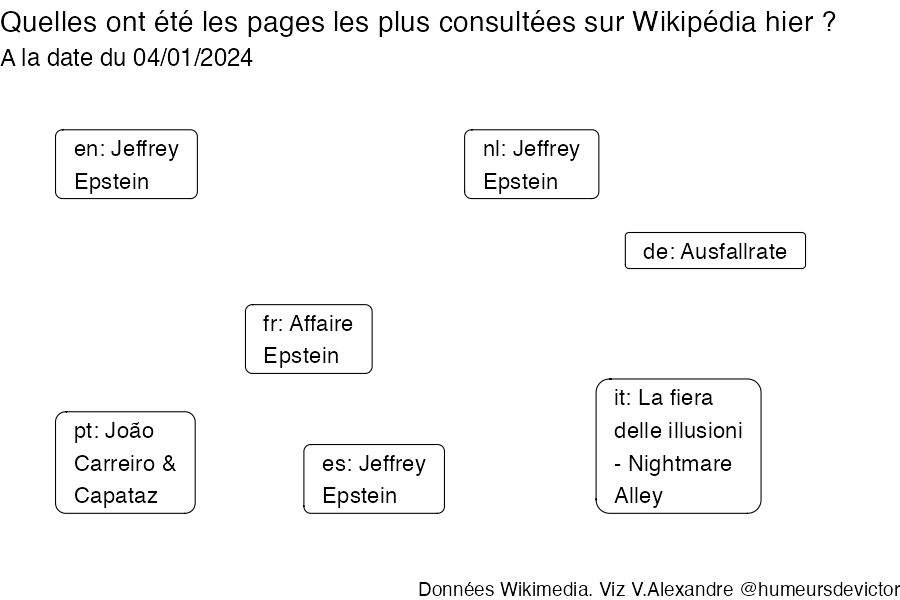 Quelles ont été les pages les plus consultées sur Wikipédia hier ?
A la date du 04/01/2024
en: Jeffrey
Epstein
nl: Jeffrey
Epstein
de: Ausfallrate
fr: Affaire
Epstein
it: La fiera
delle illusioni
- Nightmare
Alley
pt: João
Carreiro &
Capataz
es: Jeffrey
Epstein
Données Wikimedia. Viz V.Alexandre @humeursdevictor